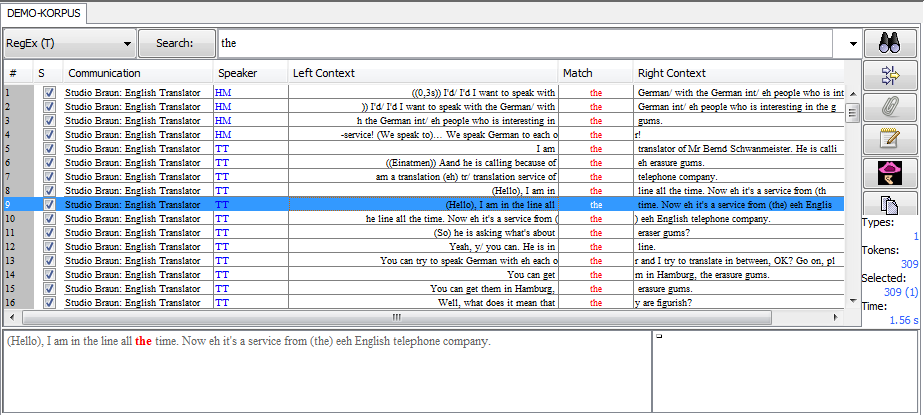 DEMO-KORPUS
RegEx (T) Search: the
# S Communication Speaker Left Context Match Right Context
1 Studio Braun: English Translator HM ((0,3s)) I'd/ I'd I want to speak with the German/ with the German int/ eh people who is int
2 Studio Braun: English Translator HM )) I'd/ I'd I want to speak with the German/ with the German int/ eh people who is interesting in the g
3 Studio Braun: English Translator HM h the German int/ eh people who is interesting in the gums.
4 Studio Braun: English Translator HM -service! (We speak to)… We speak German to each o the r!
5 Studio Braun: English Translator TT I am the translator of Mr Bernd Schwanmeister. He is calli
6 Studio Braun: English Translator TT ((Einatmen)) Aand he is calling because of the eh erasure gums.
7 Studio Braun: English Translator TT am a translation (eh) tr/ translation service of the telephone company.
8 Studio Braun: English Translator TT (Hello), I am in the line all the time. Now eh it's a service from (th
9 Studio Braun: English Translator TT (Hello), I am in the line all the time. Now eh it's a service from (the) eeh Englis
10 Studio Braun: English Translator TT he line all the time. Now eh it's a service from ( the ) eeh English telephone company.
11 Studio Braun: English Translator TT (So) he is asking what's about the eraser gums?
12 Studio Braun: English Translator TT Yeah, y/ you can. He is in the line.
13 Studio Braun: English Translator TT You can try to speak German with eh each o the r and I try to translate in between, OK? Go on, pl
14 Studio Braun: English Translator TT You can get the m in Hamburg, the erasure gums.
15 Studio Braun: English Translator TT You can get them in Hamburg, the erasure gums.
16 Studio Braun: English Translator TT Well, what does it mean that the y are figurish?
Types:
1
Tokens:
309
Selected:
309 (1)
Time:
1.56 s
(Hello), I am in the line all the time. Now eh it's a service from (the) eeh English telephone company.